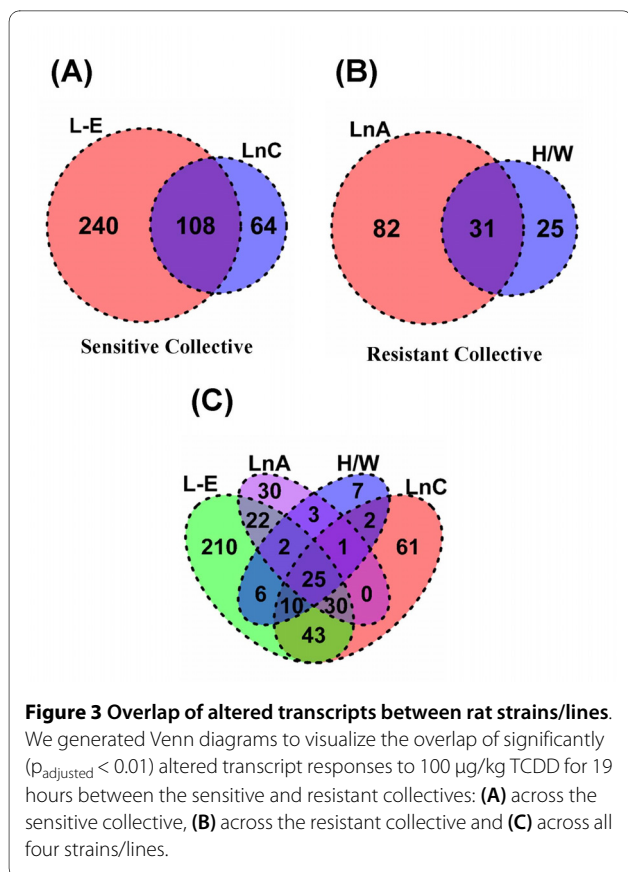 (A)
L-E
LnC
240
108
64
Sensitive Collective
(B)
LnA
H/W
82
31
25
Resistant Collective
(C)
L-E
LnA
H/W
LnC
30
7
22
3
2
210
2
1
61
25
6
10
30
0
43
Figure 3 Overlap of altered transcripts between rat strains/lines.
We generated Venn diagrams to visualize the overlap of significantly
(padjusted < 0.01) altered transcript responses to 100 μg/kg TCDD for 19
hours between the sensitive and resistant collectives: (A) across the
sensitive collective, (B) across the resistant collective and (C) across all
four strains/lines.